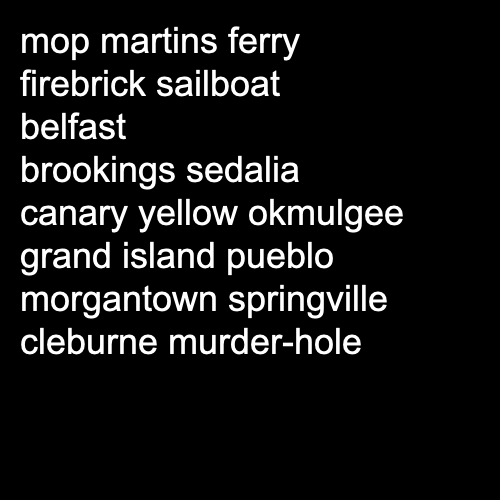 mop martins ferry
firebrick sailboat
belfast
brookings sedalia
canary yellow okmulgee
grand island pueblo
morgantown springville
cleburne murder-hole